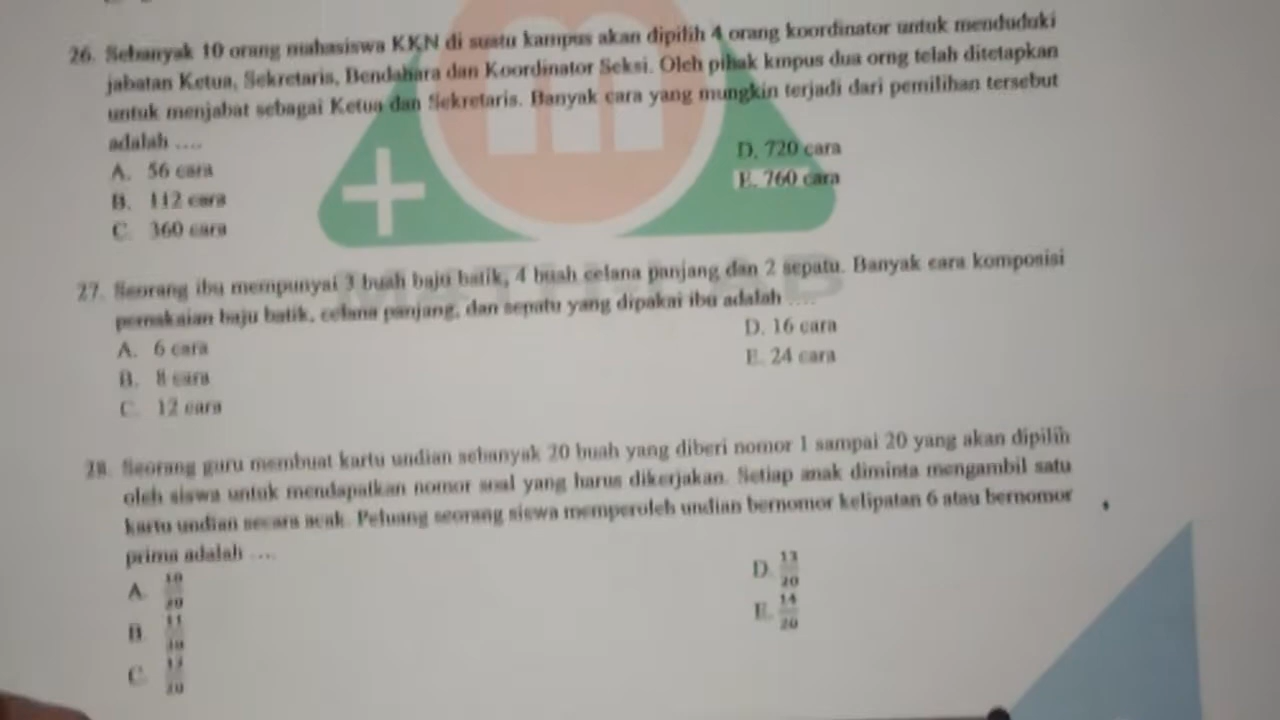 26. Sebanyak 10 orang mahasiswa KKN di suatu kampus akan dipilih 4 orang koordinator untuk menduduki
jabatan Ketua, Sekretaris, Bendahara dan Koordinator Seksi. Oleh pihak kmpus dua orng telah ditetapkan
untuk menjabat sebagai Ketua dan Sekretaris. Banyak cara yang mungkin terjadi dari pemilihan tersebut
adalah ....
A. 56 cara
B. 112 cara
C. 360 cara
D. 720 cara
E. 760 cara
27. Seorang ibu mempunyai 3 buah baju batik, 4 buah celana panjang dan 2 sepatu. Banyak cara komposisi
pemakaian baju batik, celana panjang, dan sepatu yang dipakai ibu adalah ....
A. 6 cara
B. 8 cara
C. 12 cara
D. 16 cara
E. 24 cara
28. Seorang guru membuat kartu undian sebanyak 20 buah yang diberi nomor 1 sampai 20 yang akan dipilih
oleh siswa untuk mendapatkan nomor soal yang harus dikerjakan. Setiap anak diminta mengambil satu
kartu undian secara acak. Peluang seorang siswa memperoleh undian bernomor kelipatan 6 atau bernomor
prima adalah ....
A. 10/20
B. 11/20
C. 12/20
D. 13/20
E. 14/20